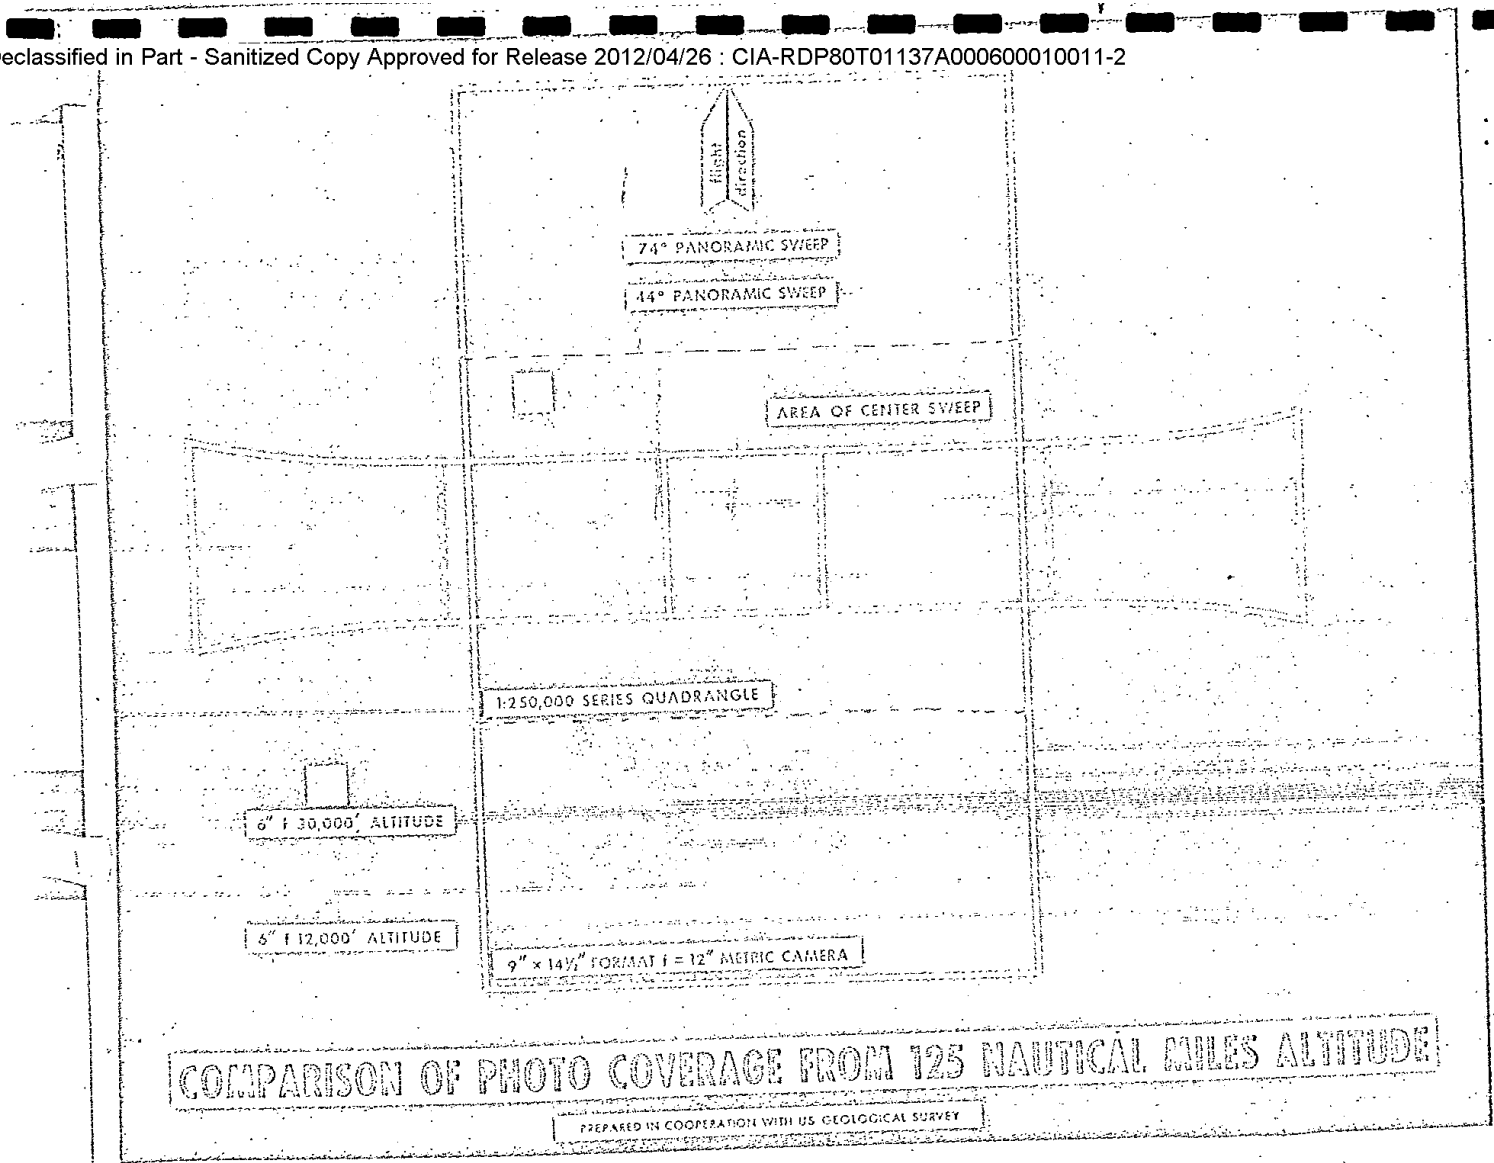 eclassified in Part - Sanitized Copy Approved for Release 2012/04/26 : CIA-RDP80T01137A000600010011-2
flight
direction
74° PANORAMIC SWEEP
44° PANORAMIC SWEEP
AREA OF CENTER SWEEP
1:250,000 SERIES QUADRANGLE
6" f 30,000' ALTITUDE
6" f 12,000' ALTITUDE
9" × 14½" FORMAT f = 12" METRIC CAMERA
COMPARISON OF PHOTO COVERAGE FROM 125 NAUTICAL MILES ALTITUDE
PREPARED IN COOPERATION WITH US GEOLOGICAL SURVEY